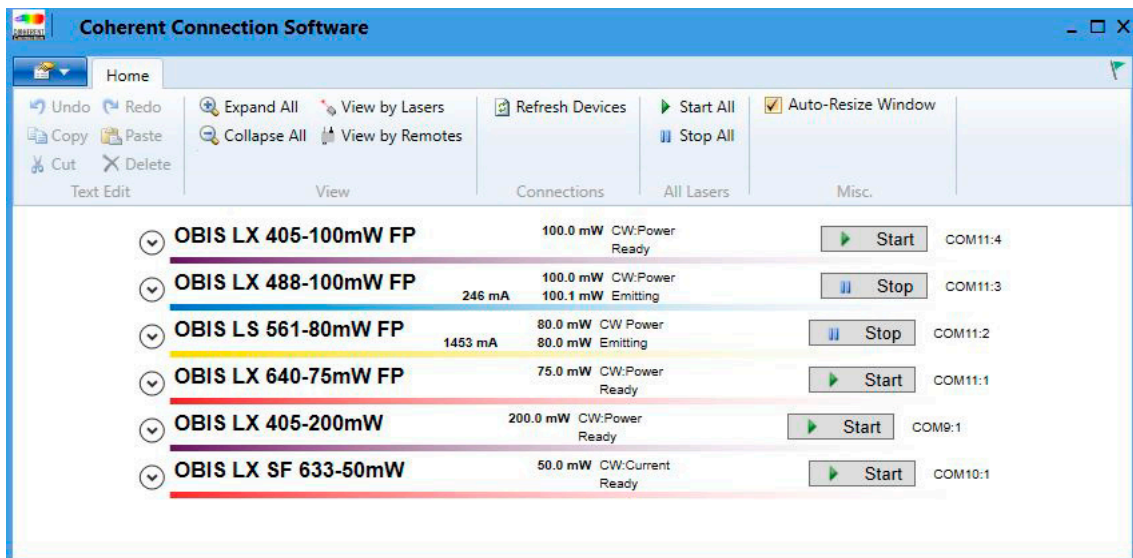 Coherent Connection Software
Home
Undo Redo
Copy Paste
Cut Delete
Text Edit
Expand All View by Lasers
Collapse All View by Remotes
View
Refresh Devices
Connections
Start All
Stop All
All Lasers
Auto-Resize Window
Misc.
OBIS LX 405-100mW FP 100.0 mW CW:Power Start COM11:4
Ready
OBIS LX 488-100mW FP 100.0 mW CW:Power Stop COM11:3
246 mA 100.1 mW Emitting
OBIS LS 561-80mW FP 80.0 mW CW Power Stop COM11:2
1453 mA 80.0 mW Emitting
OBIS LX 640-75mW FP 75.0 mW CW:Power Start COM11:1
Ready
OBIS LX 405-200mW 200.0 mW CW:Power Start COM9:1
Ready
OBIS LX SF 633-50mW 50.0 mW CW:Current Start COM10:1
Ready